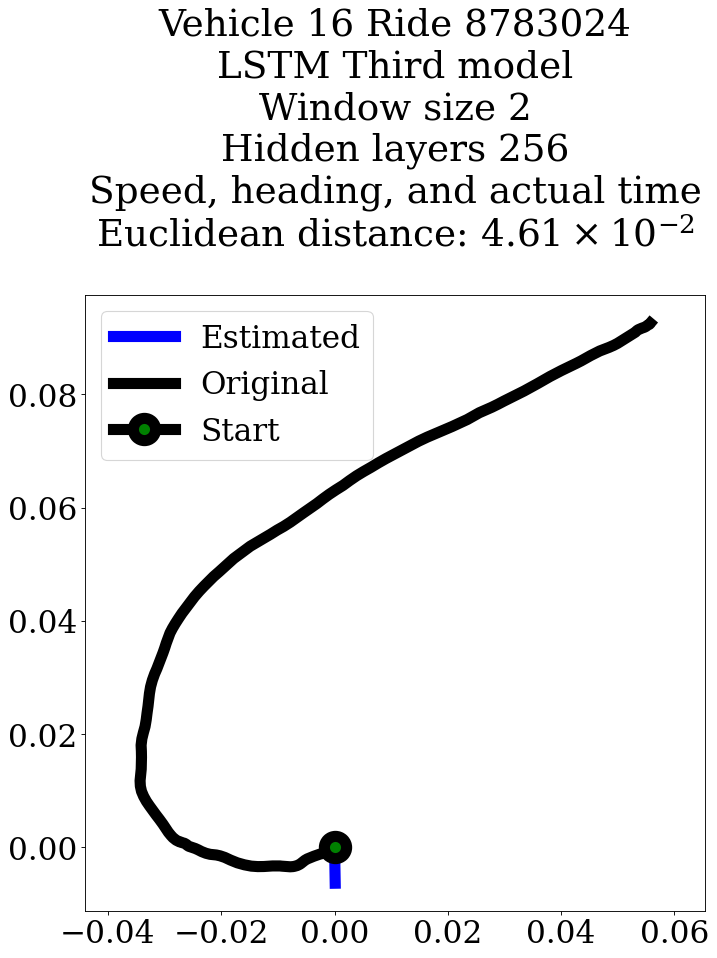 Vehicle 16 Ride 8783024
LSTM Third model
Window size 2
Hidden layers 256
Speed, heading, and actual time
Euclidean distance: 4.61 × 10⁻²
Estimated
Original
Start
0.08
0.06
0.04
0.02
0.00
−0.04 −0.02 0.00 0.02 0.04 0.06